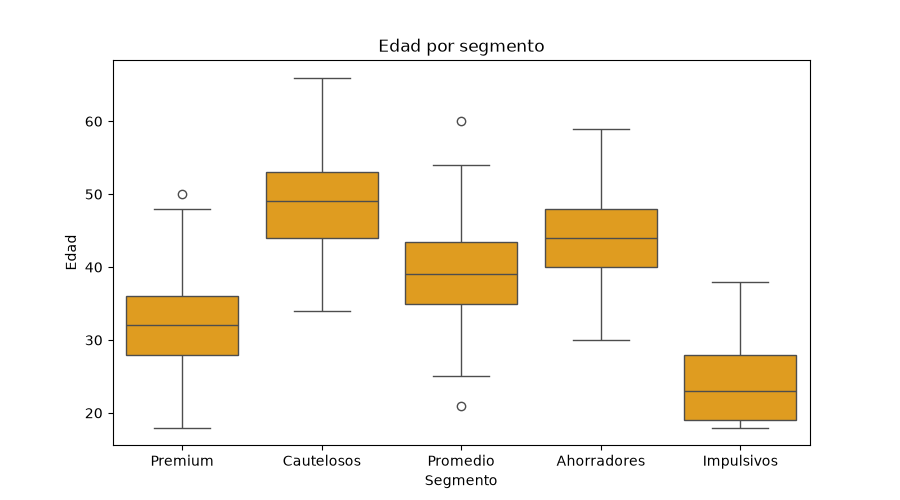 Edad por segmento
Edad
60
50
40
30
20
Premium
Cautelosos
Promedio
Ahorradores
Impulsivos
Segmento